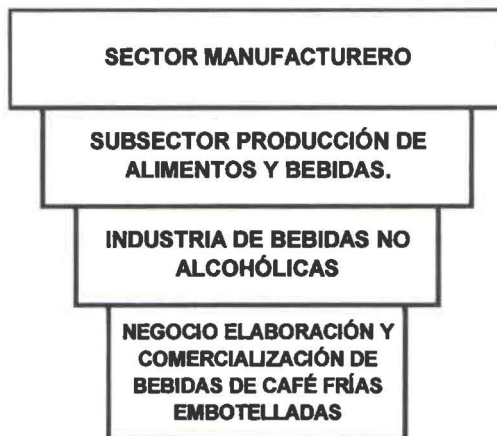 SECTOR MANUFACTURERO
SUBSECTOR PRODUCCIÓN DE
ALIMENTOS Y BEBIDAS.
INDUSTRIA DE BEBIDAS NO
ALCOHÓLICAS
NEGOCIO ELABORACIÓN Y
COMERCIALIZACIÓN DE
BEBIDAS DE CAFÉ FRÍAS
EMBOTELLADAS